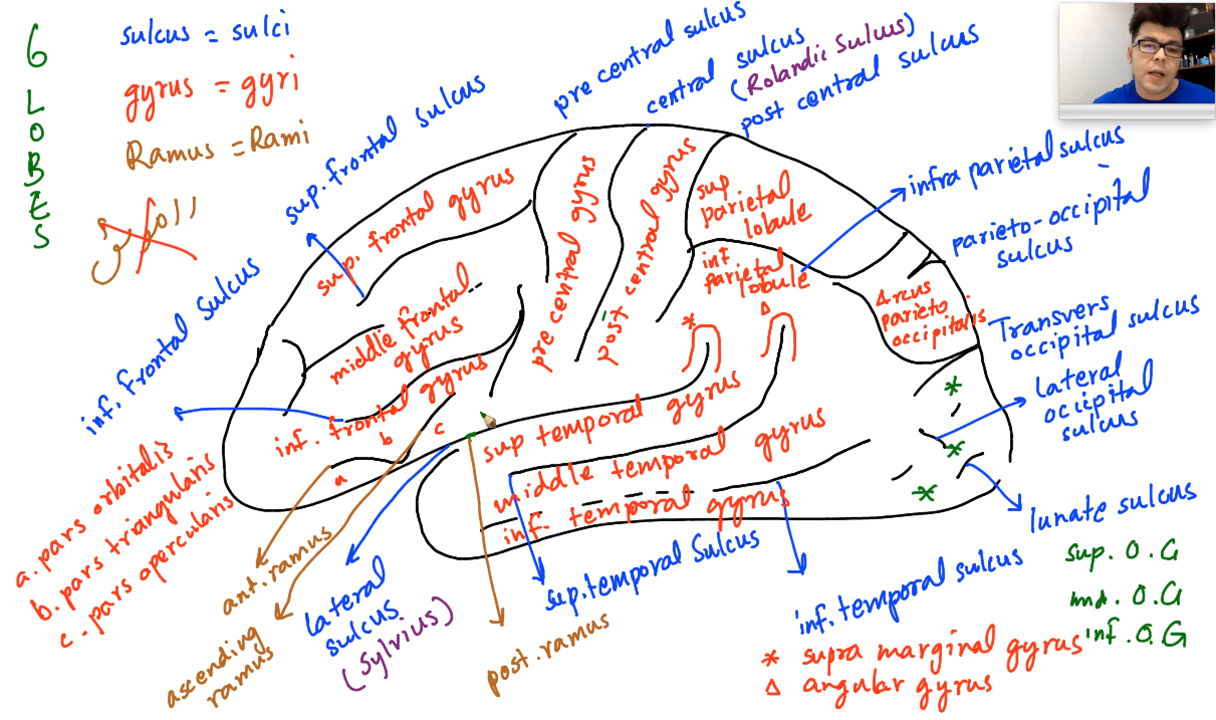 6
L
O
B
E
S
sulcus = sulci
gyrus = gyri
Ramus = Rami
inf. frontal sulcus
sup. frontal sulcus
pre central sulcus
central sulcus
(Rolandic Sulcus)
post central sulcus
infra parietal sulcus
parieto-occipital
sulcus
Transvers
occipital sulcus
Lateral
occipital
sulcus
lunate sulcus
sup. frontal gyrus
middle frontal
gyrus
inf. frontal gyrus
a
b
c
pre central gyrus
post central gyrus
sup
parietal
lobule
inf
parietal
lobule
* Δ
Arcus
parieto
occipitalis
*
*
*
sup temporal gyrus
middle temporal gyrus
inf. temporal gyrus
a. pars orbitalis
b. pars triangularis
c. pars opercularis
ant. ramus
ascending
ramus
lateral
sulcus
(Sylvius)
post. ramus
sup. temporal Sulcus
inf. temporal sulcus
* supra marginal gyrus
Δ angular gyrus
Sup. O.G
md. O.G
inf. O.G